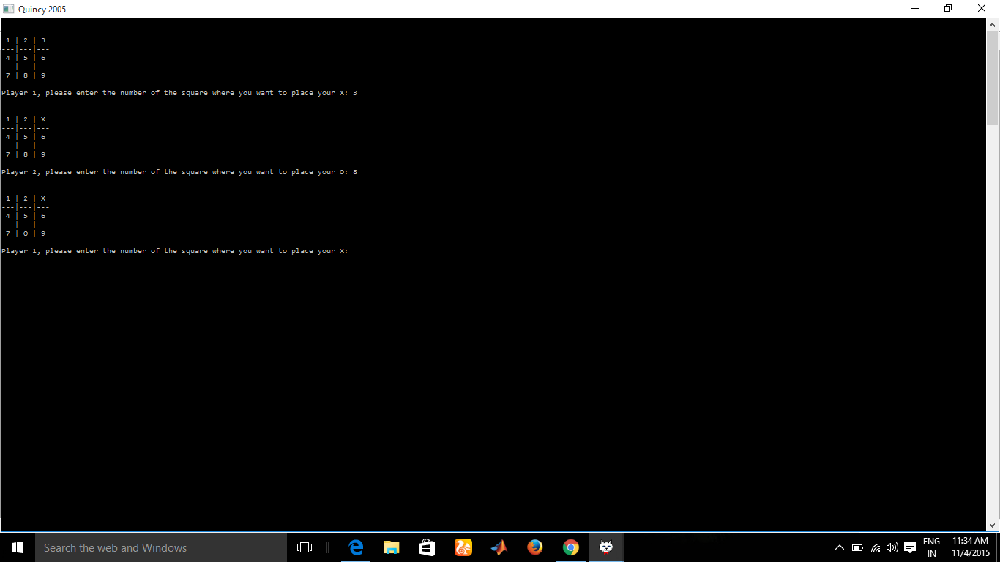 Quincy 2005
1 | 2 | 3
---|---|---
4 | 5 | 6
---|---|---
7 | 8 | 9
Player 1, please enter the number of the square where you want to place your X: 3
1 | 2 | X
---|---|---
4 | 5 | 6
---|---|---
7 | 8 | 9
Player 2, please enter the number of the square where you want to place your O: 8
1 | 2 | X
---|---|---
4 | 5 | 6
---|---|---
7 | O | 9
Player 1, please enter the number of the square where you want to place your X:
Search the web and Windows
ENG
IN
11:34 AM
11/4/2015